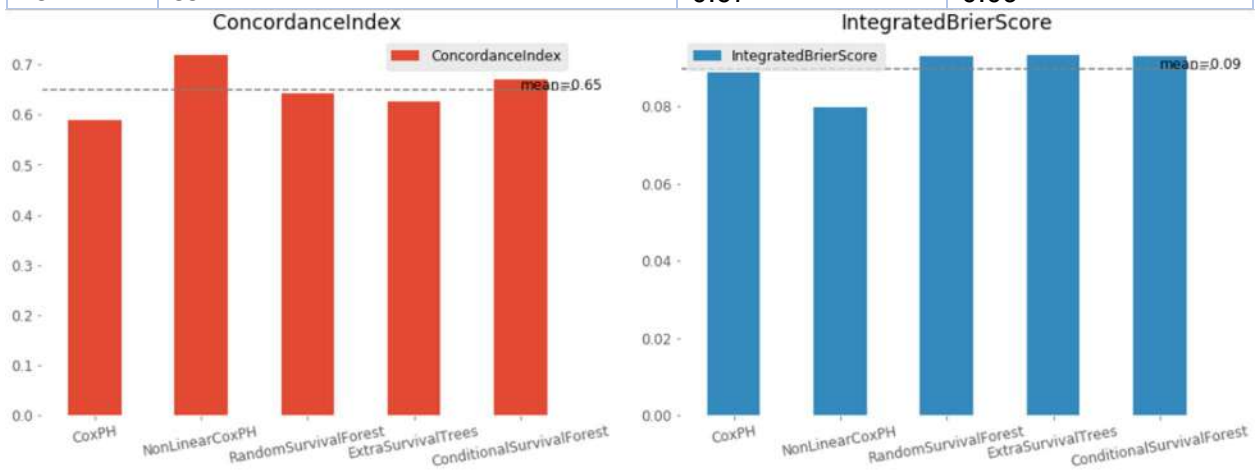 ConcordanceIndex
ConcordanceIndex
mean=0.65
0.7
0.6
0.5
0.4
0.3
0.2
0.1
0.0
CoxPH
NonLinearCoxPH
RandomSurvivalForest
ExtraSurvivalTrees
ConditionalSurvivalForest
IntegratedBrierScore
IntegratedBrierScore
mean=0.09
0.08
0.06
0.04
0.02
0.00
CoxPH
NonLinearCoxPH
RandomSurvivalForest
ExtraSurvivalTrees
ConditionalSurvivalForest